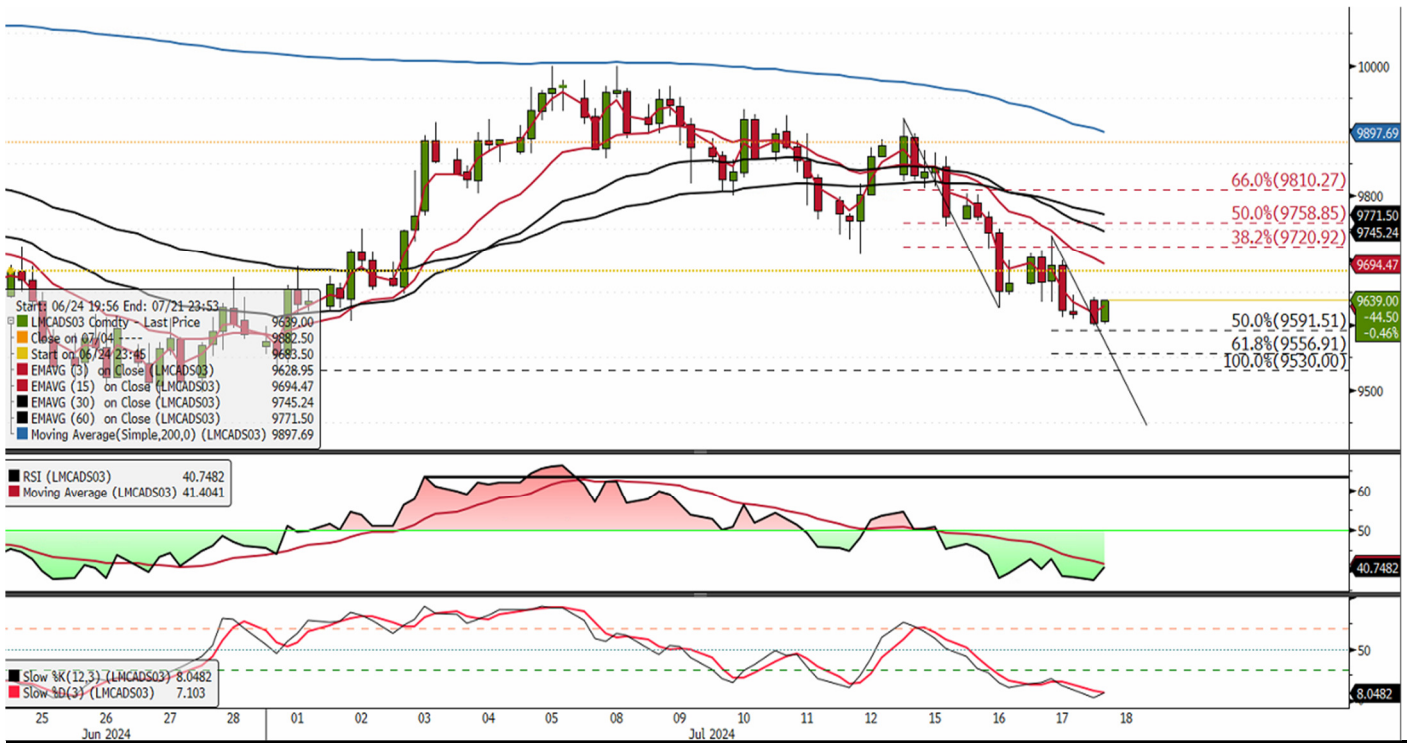 10000
9897.69
66.0%(9810.27)
9800
50.0%(9758.85)
9771.50
38.2%(9720.92)
9745.24
9694.47
Start: 06/24 19:56 End: 07/21 23:53
LMCADS03 Comdty - Last Price 9639.00
Close on 07/04 ---- 9882.50
Start on 06/24 23:45 9683.50
EMAVG (3) on Close (LMCADS03) 9628.95
EMAVG (15) on Close (LMCADS03) 9694.47
EMAVG (30) on Close (LMCADS03) 9745.24
EMAVG (60) on Close (LMCADS03) 9771.50
Moving Average(Simple,200,0) (LMCADS03) 9897.69
9639.00
-44.50
-0.46%
50.0%(9591.51)
61.8%(9556.91)
100.0%(9530.00)
9500
RSI (LMCADS03) 40.7482
Moving Average (LMCADS03) 41.4041
60
50
40.7482
Slow %K(12,3) (LMCADS03) 8.0482
Slow %D(3) (LMCADS03) 7.103
50
8.0482
25 26 27 28 01 02 03 04 05 08 09 10 11 12 15 16 17 18
Jun 2024 Jul 2024